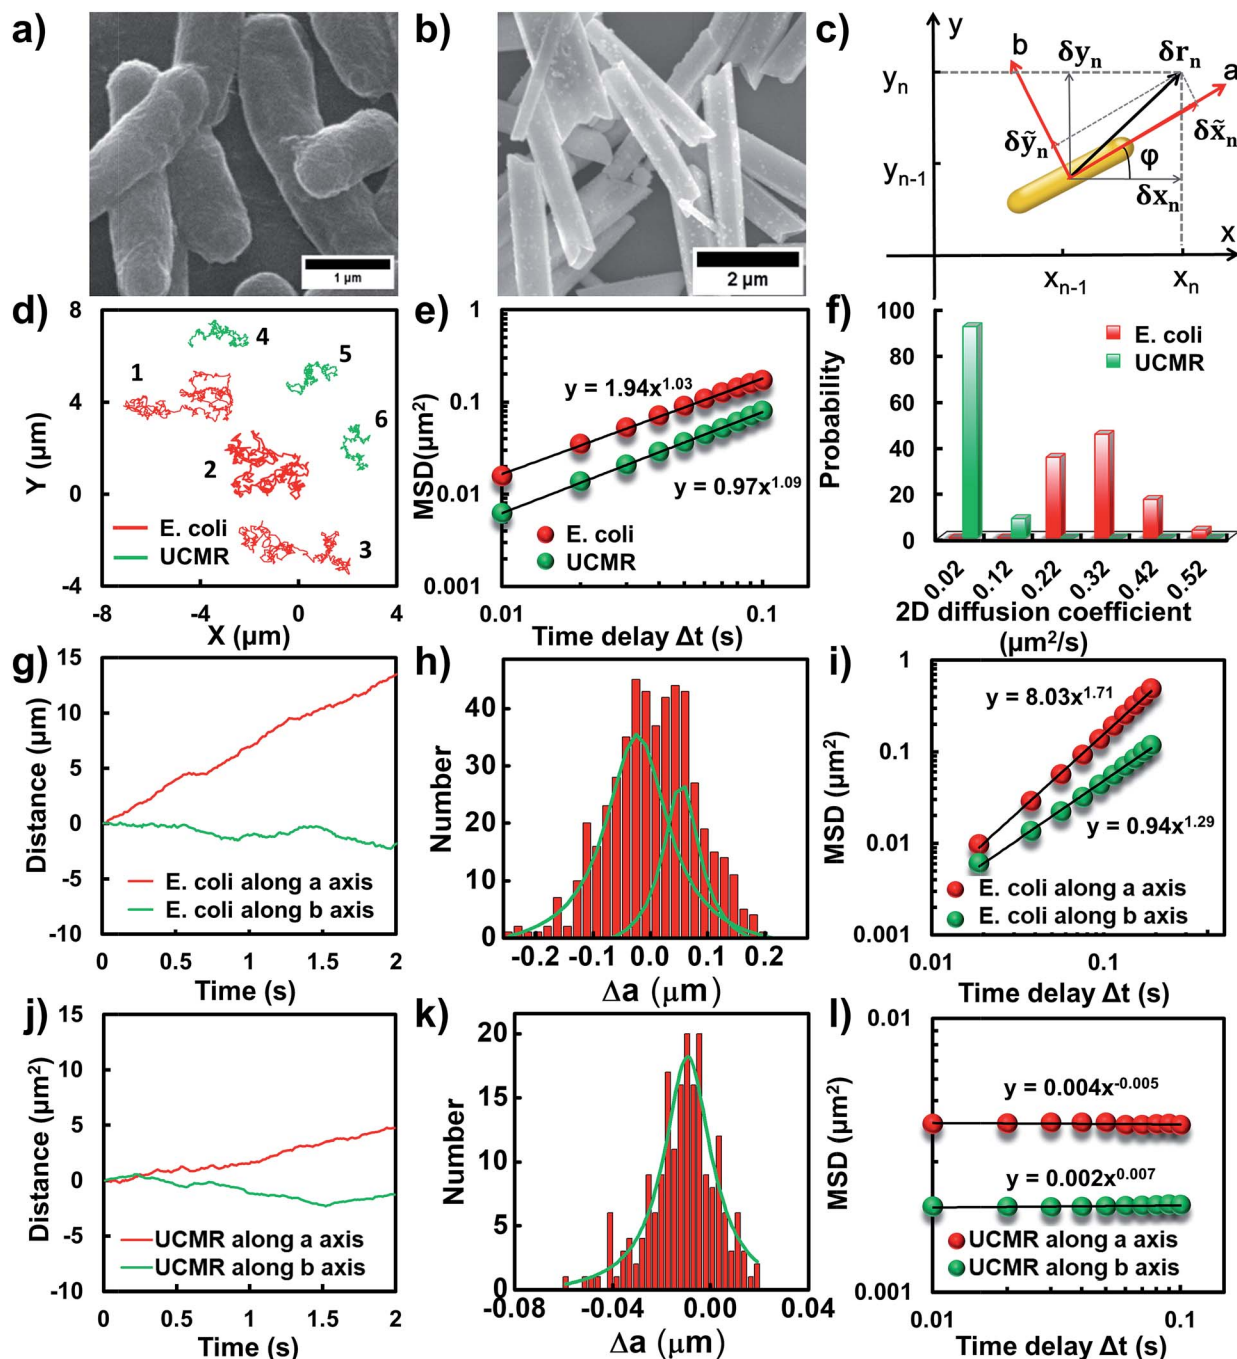 a)
1 μm
b)
2 μm
c)
y
b
δyₙ
δrₙ
a
yₙ
δỹₙ
δx̃ₙ
φ
yₙ₋₁
δxₙ
x
xₙ₋₁
xₙ
d)
8
4
0
-4
Y (μm)
1
2
3
4
5
6
E. coli
UCMR
-8
-4
0
4
X (μm)
e)
1
0.1
0.01
0.001
MSD(μm²)
y = 1.94x^1.03
y = 0.97x^1.09
E. coli
UCMR
0.01
0.1
Time delay Δt (s)
f)
100
80
60
40
20
0
Probability
E. coli
UCMR
0.02
0.12
0.22
0.32
0.42
0.52
2D diffusion coefficient
(μm²/s)
g)
15
10
5
0
-5
-10
Distance (μm)
E. coli along a axis
E. coli along b axis
0
0.5
1
1.5
2
Time (s)
h)
40
30
20
10
0
Number
-0.2
-0.1
0.0
0.1
0.2
Δa (μm)
i)
1
0.1
0.01
0.001
MSD (μm²)
y = 8.03x^1.71
y = 0.94x^1.29
E. coli along a axis
E. coli along b axis
0.01
0.1
Time delay Δt (s)
j)
15
10
5
0
-5
-10
Distance (μm²)
UCMR along a axis
UCMR along b axis
0
0.5
1
1.5
2
Time (s)
k)
20
15
10
5
0
Number
-0.08
-0.04
0.00
0.04
Δa (μm)
l)
0.01
0.001
MSD (μm²)
y = 0.004x^-0.005
y = 0.002x^0.007
UCMR along a axis
UCMR along b axis
0.01
0.1
Time delay Δt (s)